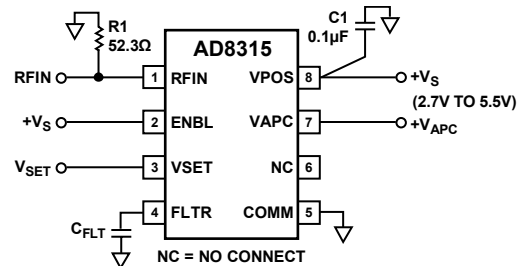 R1
52.3Ω
C1
0.1µF
AD8315
RFIN
1
RFIN
VPOS
8
+VS
(2.7V TO 5.5V)
+VS
2
ENBL
VAPC
7
+VAPC
VSET
3
VSET
NC
6
CFLT
4
FLTR
COMM
5
NC = NO CONNECT